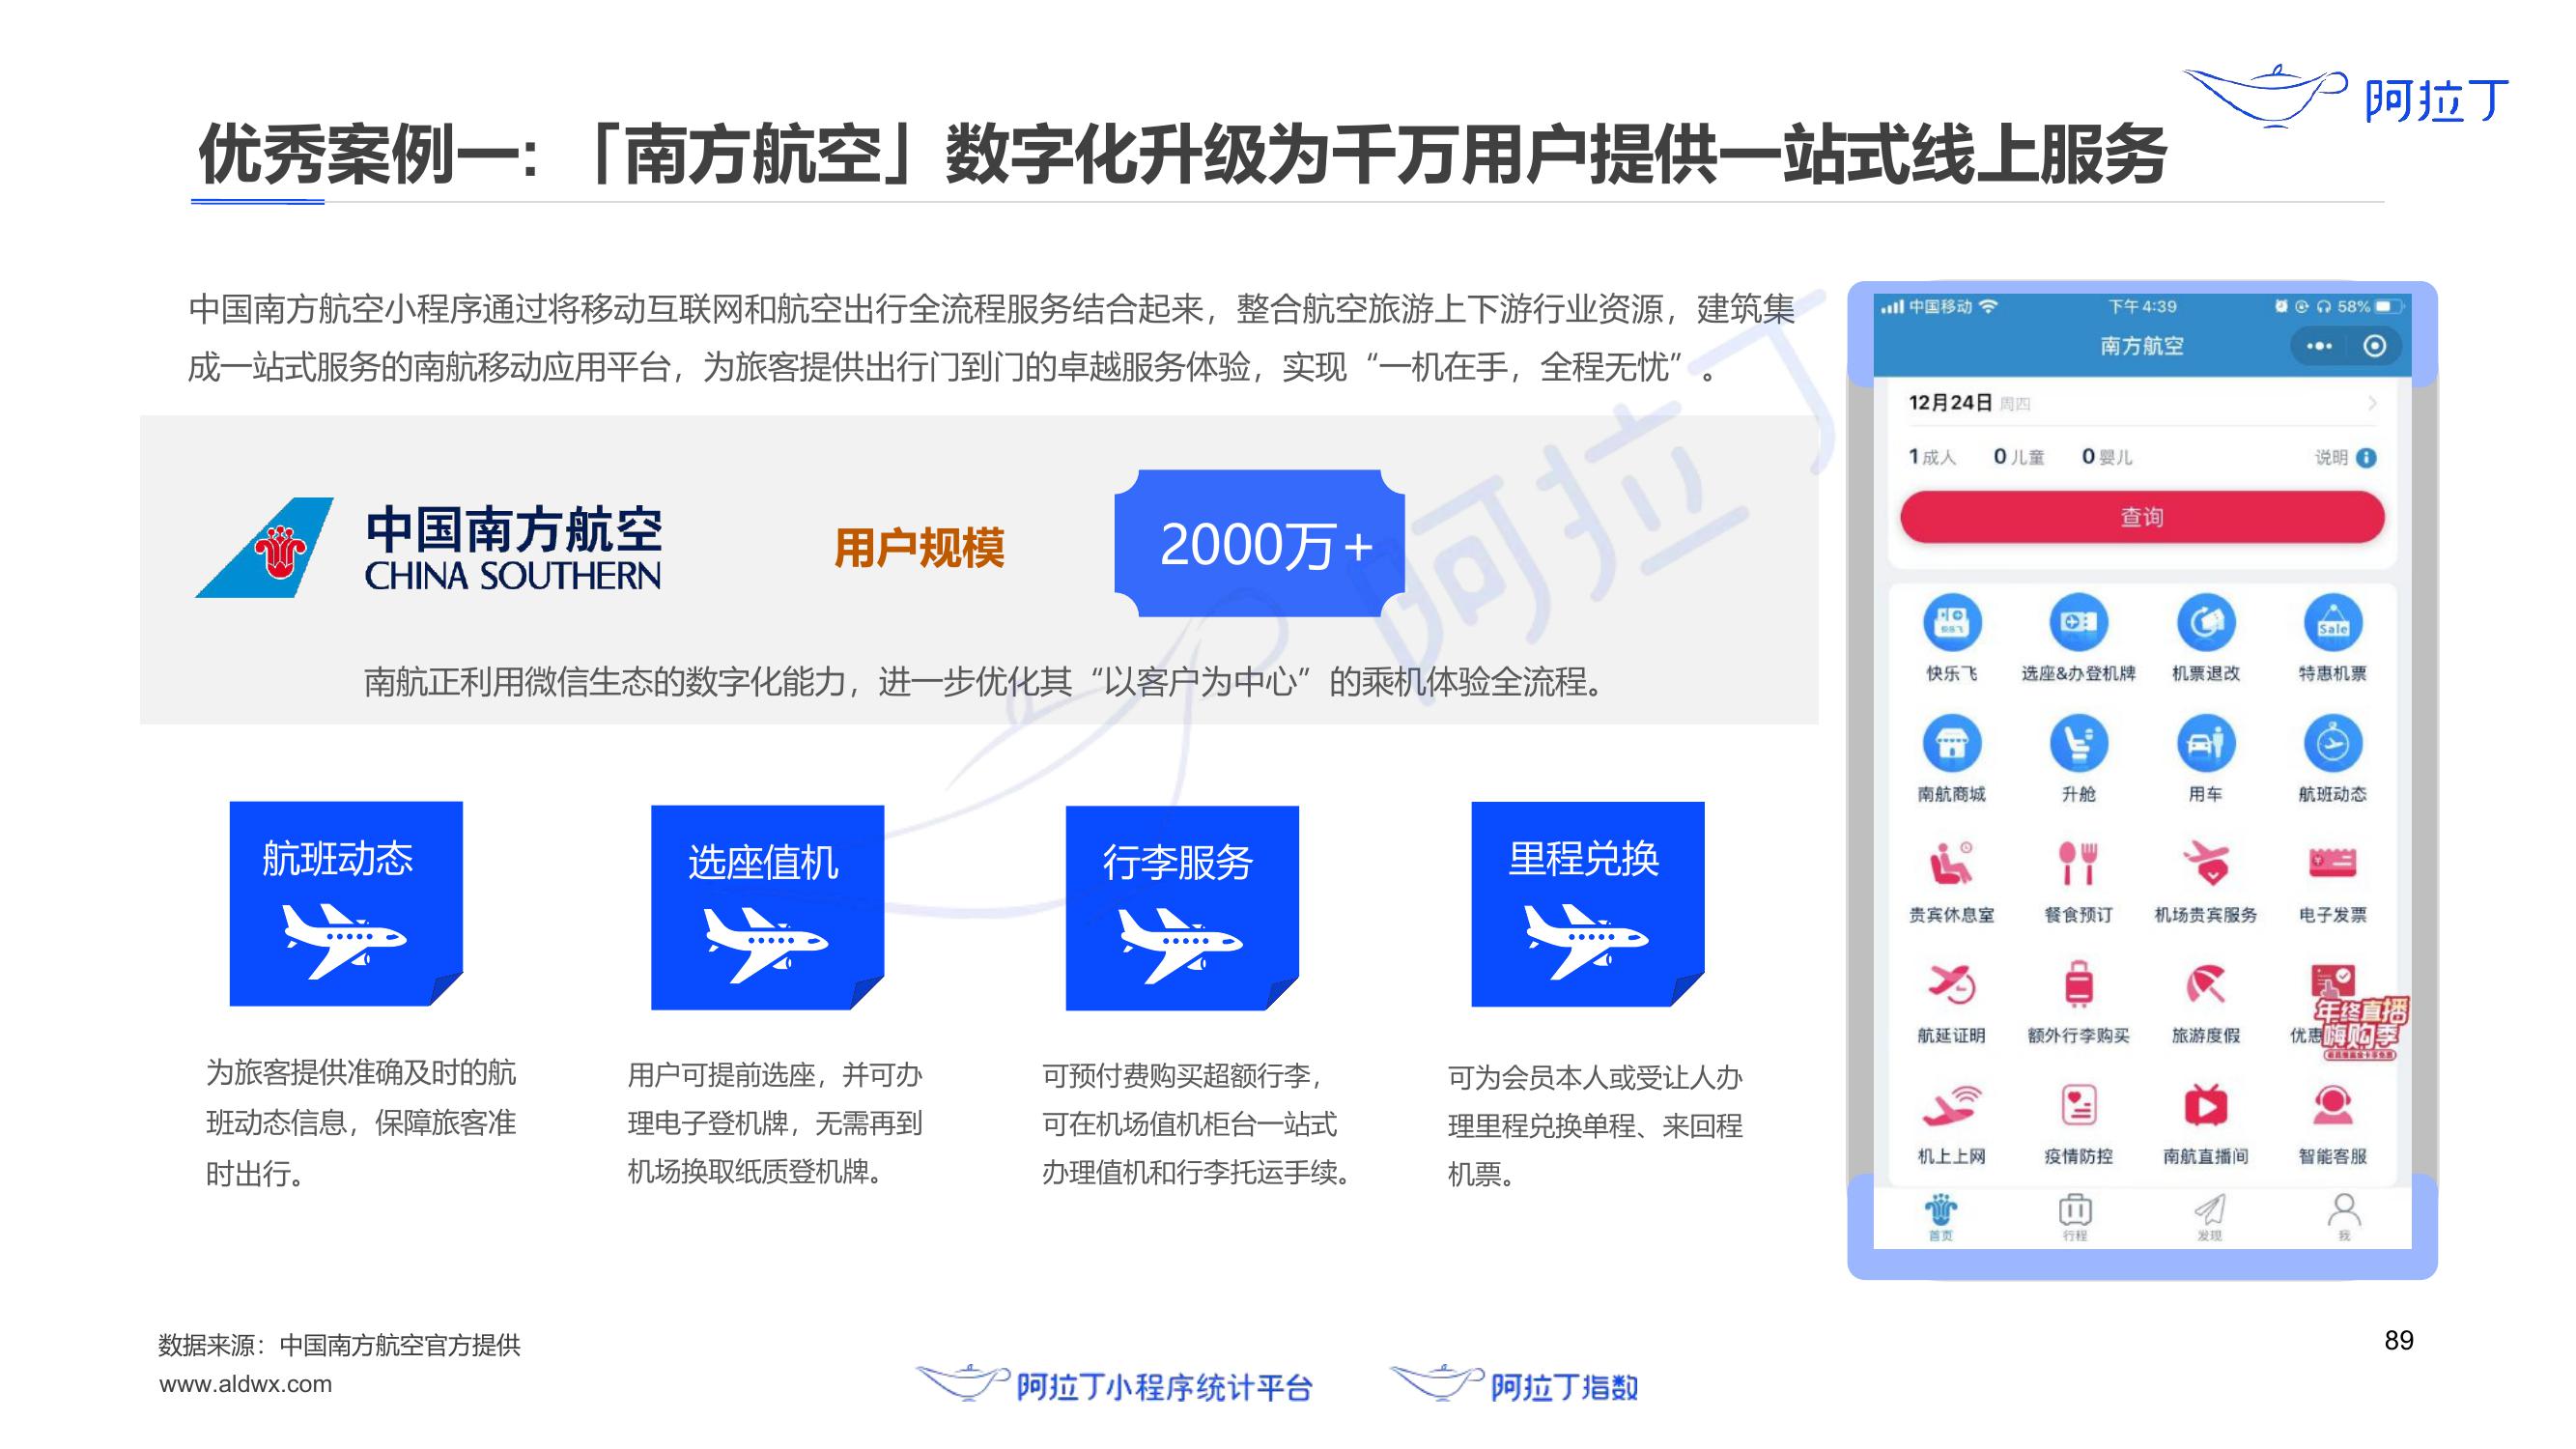 阿拉丁
优秀案例一:「南方航空」数字化升级为千万用户提供一站式线上服务
中国南方航空小程序通过将移动互联网和航空出行全流程服务结合起来，整合航空旅游上下游行业资源，建筑集
成一站式服务的南航移动应用平台，为旅客提供出行门到门的卓越服务体验，实现“一机在手，全程无忧”。
中国南方航空
CHINA SOUTHERN
用户规模
2000万+
南航正利用微信生态的数字化能力，进一步优化其“以客户为中心”的乘机体验全流程。
阿拉丁
航班动态
为旅客提供准确及时的航
班动态信息，保障旅客准
时出行。
选座值机
用户可提前选座，并可办
理电子登机牌，无需再到
机场换取纸质登机牌。
行李服务
可预付费购买超额行李，
可在机场值机柜台一站式
办理值机和行李托运手续。
里程兑换
可为会员本人或受让人办
理里程兑换单程、来回程
机票。
中国移动 下午4:39 58%
南方航空
12月24日 周四
1成人 0儿童 0婴儿 说明
查询
Sale
快乐飞 选座&办登机牌 机票退改 特惠机票
南航商城 升舱 用车 航班动态
贵宾休息室 餐食预订 机场贵宾服务 电子发票
航延证明 额外行李购买 旅游度假 优惠
年终直播
嗨购季
机上上网 疫情防控 南航直播间 智能客服
首页 行程 发现 我
数据来源：中国南方航空官方提供
www.aldwx.com
阿拉丁小程序统计平台
阿拉丁指数
89